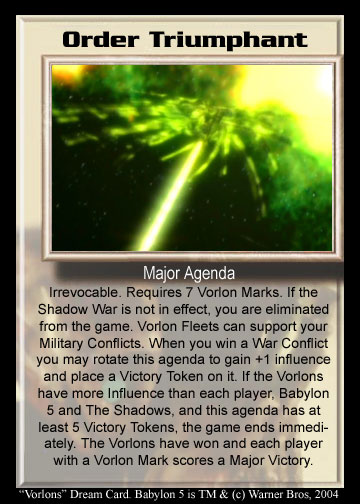 Order Triumphant
Major Agenda
Irrevocable. Requires 7 Vorlon Marks. If the
Shadow War is not in effect, you are eliminated
from the game. Vorlon Fleets can support your
Military Conflicts. When you win a War Conflict
you may rotate this agenda to gain +1 influence
and place a Victory Token on it. If the Vorlons
have more Influence than each player, Babylon
5 and The Shadows, and this agenda has at
least 5 Victory Tokens, the game ends immedi-
ately. The Vorlons have won and each player
with a Vorlon Mark scores a Major Victory.
“Vorlons” Dream Card. Babylon 5 is TM & (c) Warner Bros, 2004